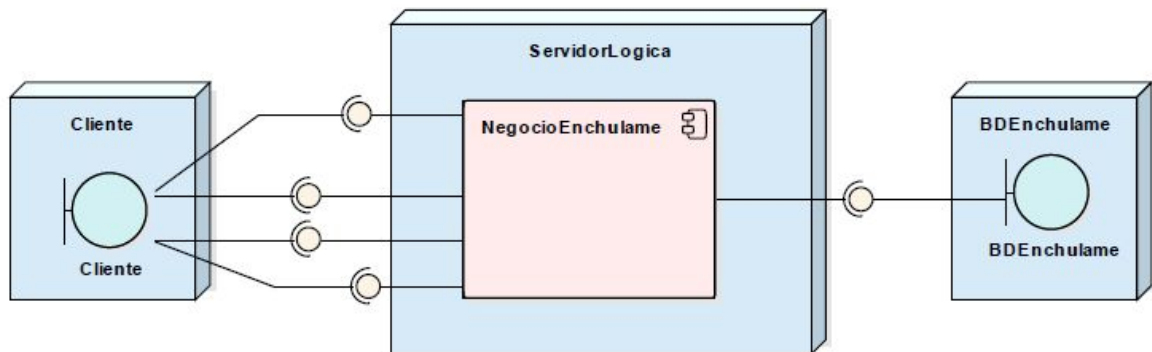 ServidorLogica
Cliente
NegocioEnchulame
BDEnchulame
Cliente
BDEnchulame